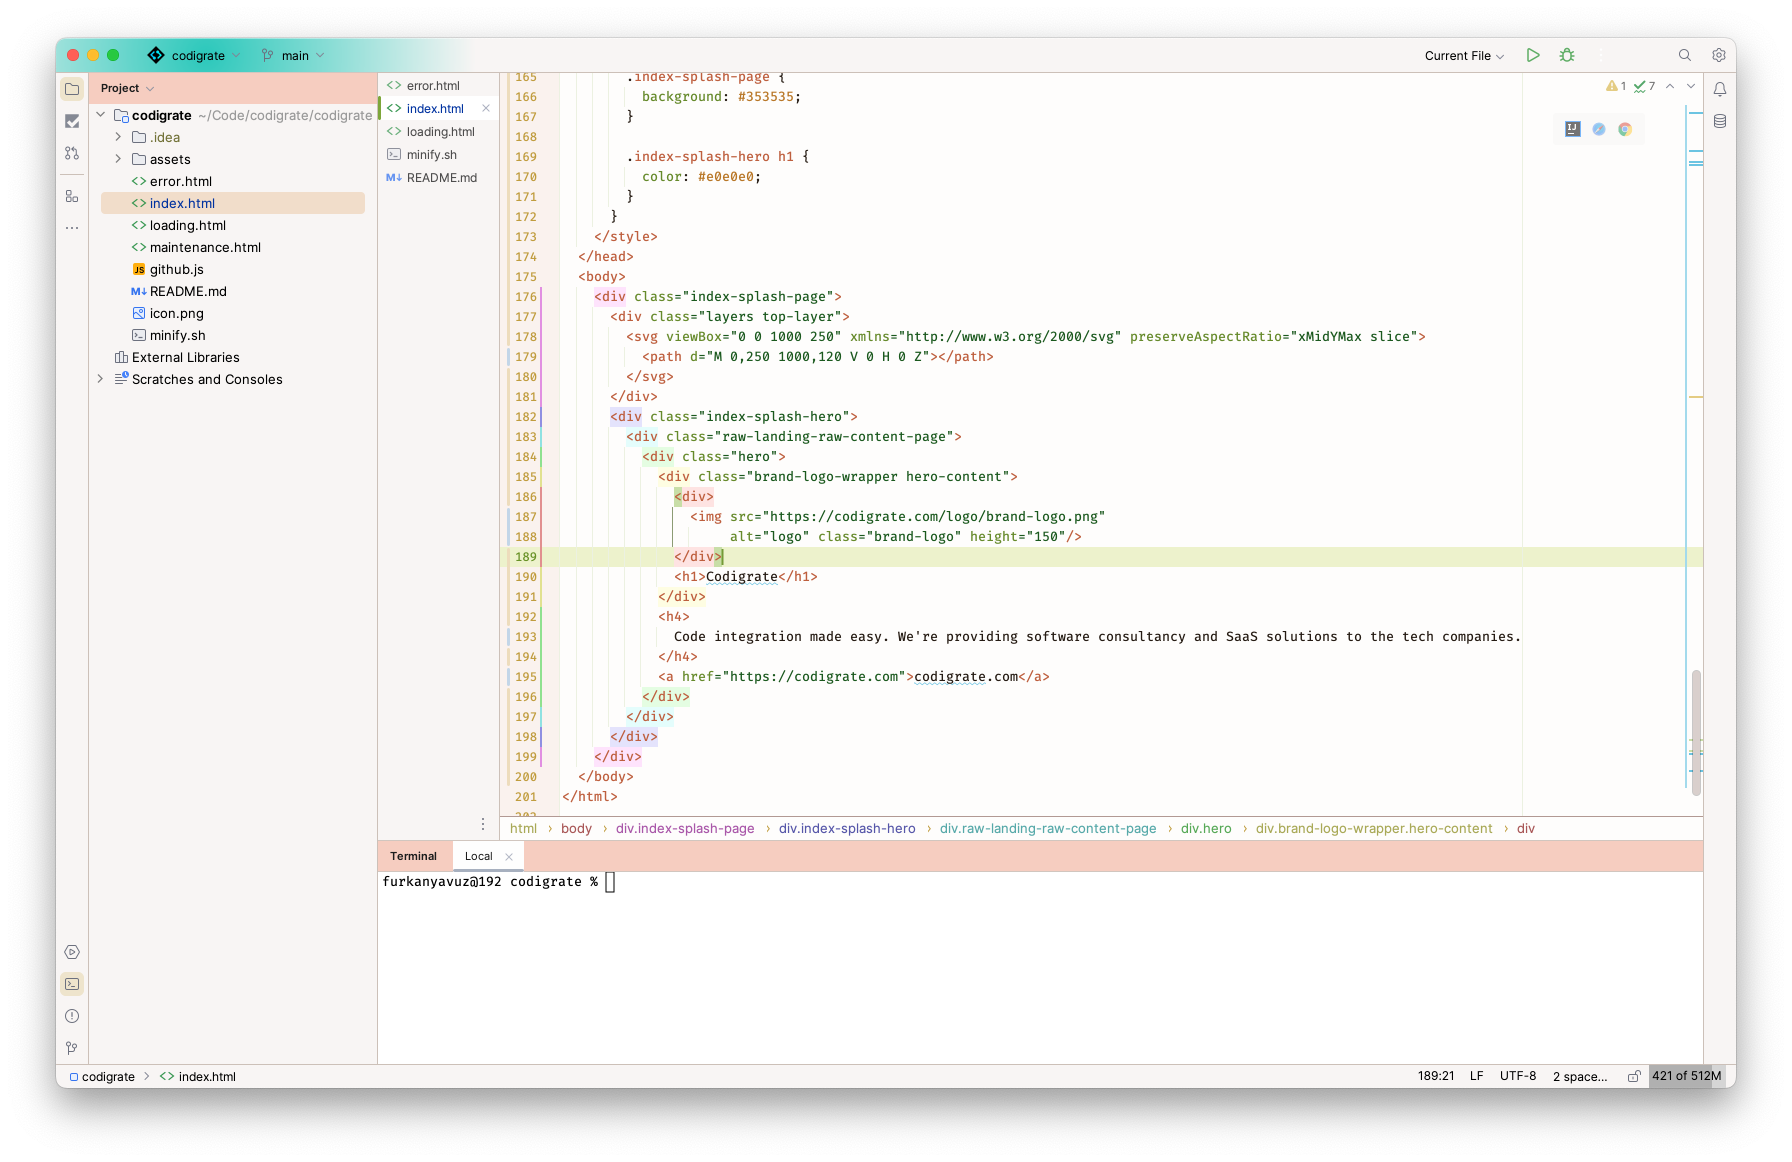 codigrate main Current File
Project
codigrate ~/Code/codigrate/codigrate
.idea
assets
error.html
index.html
loading.html
maintenance.html
JS github.js
M↓ README.md
icon.png
minify.sh
External Libraries
Scratches and Consoles
error.html
index.html
loading.html
minify.sh
M↓ README.md
1 7
IJ
165 .index-splash-page {
166 background: #353535;
167 }
168
169 .index-splash-hero h1 {
170 color: #e0e0e0;
171 }
172 }
173 </style>
174 </head>
175 <body>
176 <div class="index-splash-page">
177 <div class="layers top-layer">
178 <svg viewBox="0 0 1000 250" xmlns="http://www.w3.org/2000/svg" preserveAspectRatio="xMidYMax slice">
179 <path d="M 0,250 1000,120 V 0 H 0 Z"></path>
180 </svg>
181 </div>
182 <div class="index-splash-hero">
183 <div class="raw-landing-raw-content-page">
184 <div class="hero">
185 <div class="brand-logo-wrapper hero-content">
186 <div>
187 <img src="https://codigrate.com/logo/brand-logo.png"
188 alt="logo" class="brand-logo" height="150"/>
189 </div>
190 <h1>Codigrate</h1>
191 </div>
192 <h4>
193 Code integration made easy. We're providing software consultancy and SaaS solutions to the tech companies.
194 </h4>
195 <a href="https://codigrate.com">codigrate.com</a>
196 </div>
197 </div>
198 </div>
199 </div>
200 </body>
201 </html>
202
html › body › div.index-splash-page › div.index-splash-hero › div.raw-landing-raw-content-page › div.hero › div.brand-logo-wrapper.hero-content › div
Terminal Local
furkanyavuz@192 codigrate %
codigrate > index.html 189:21 LF UTF-8 2 space... 421 of 512M